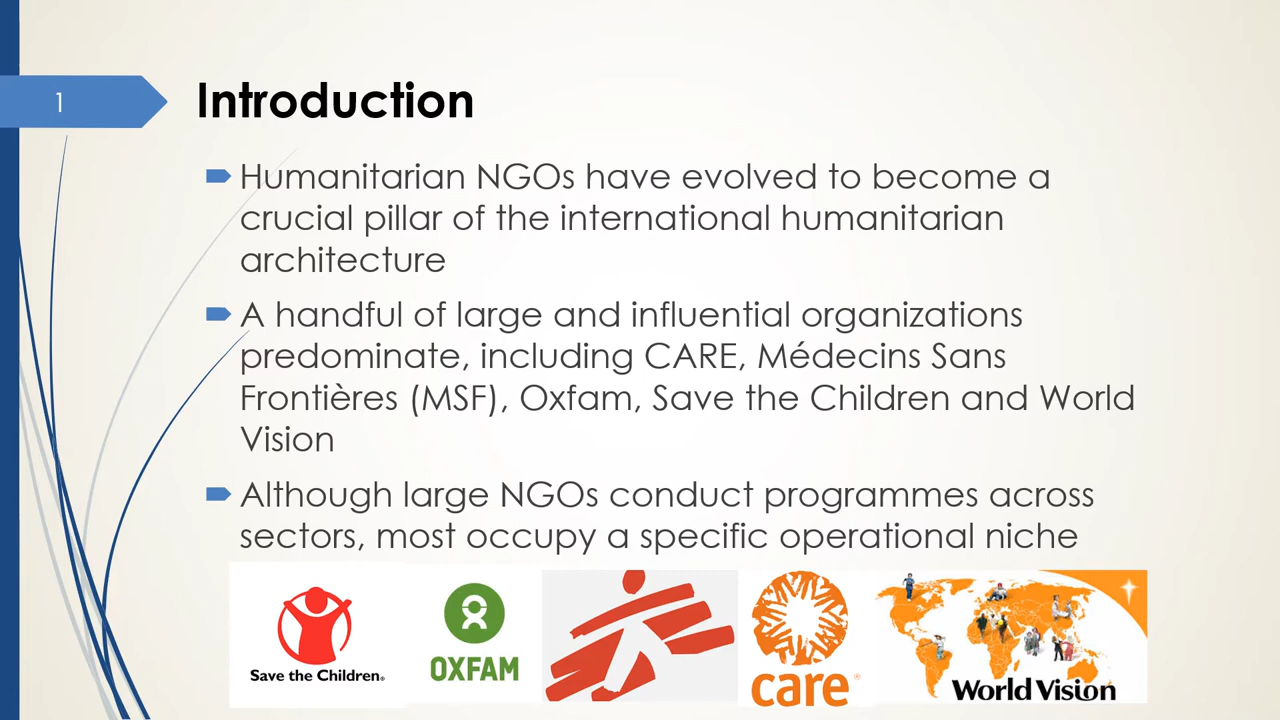 1
Introduction
Humanitarian NGOs have evolved to become a
crucial pillar of the international humanitarian
architecture
A handful of large and influential organizations
predominate, including CARE, Médecins Sans
Frontières (MSF), Oxfam, Save the Children and World
Vision
Although large NGOs conduct programmes across
sectors, most occupy a specific operational niche
Save the Children®
OXFAM
care®
World Vision